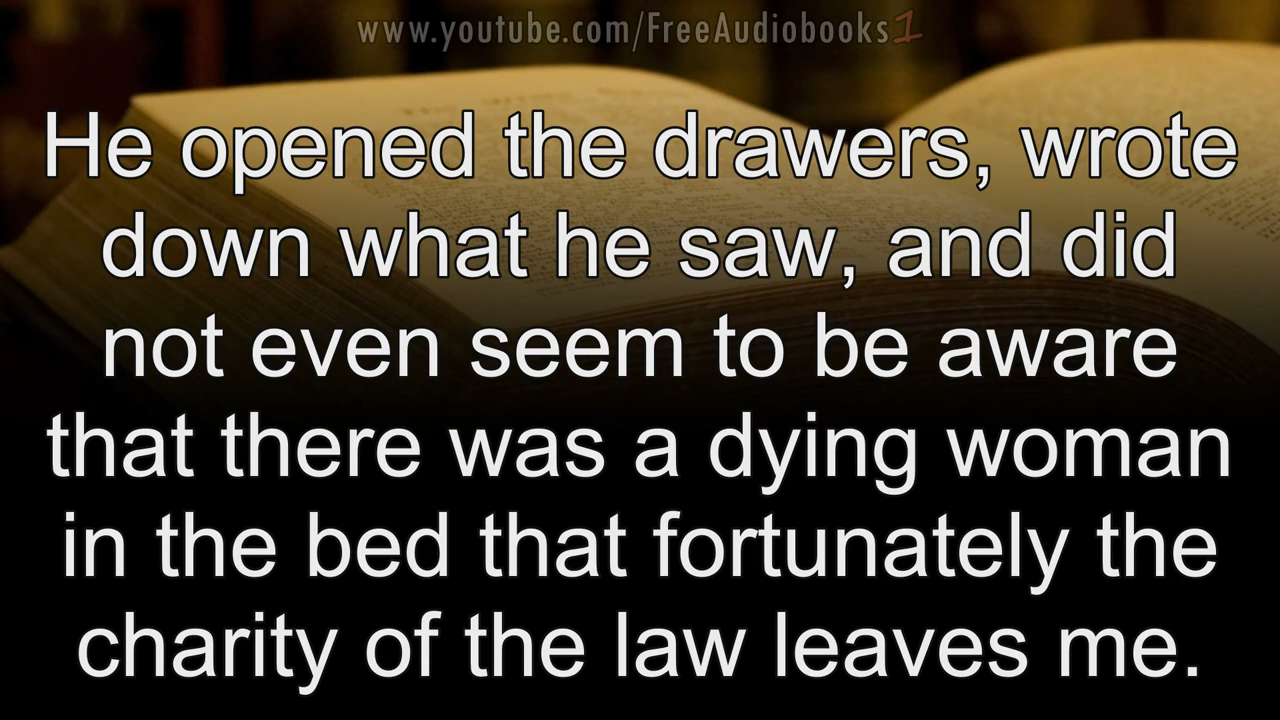 www.youtube.com/FreeAudiobooks1
He opened the drawers, wrote
down what he saw, and did
not even seem to be aware
that there was a dying woman
in the bed that fortunately the
charity of the law leaves me.